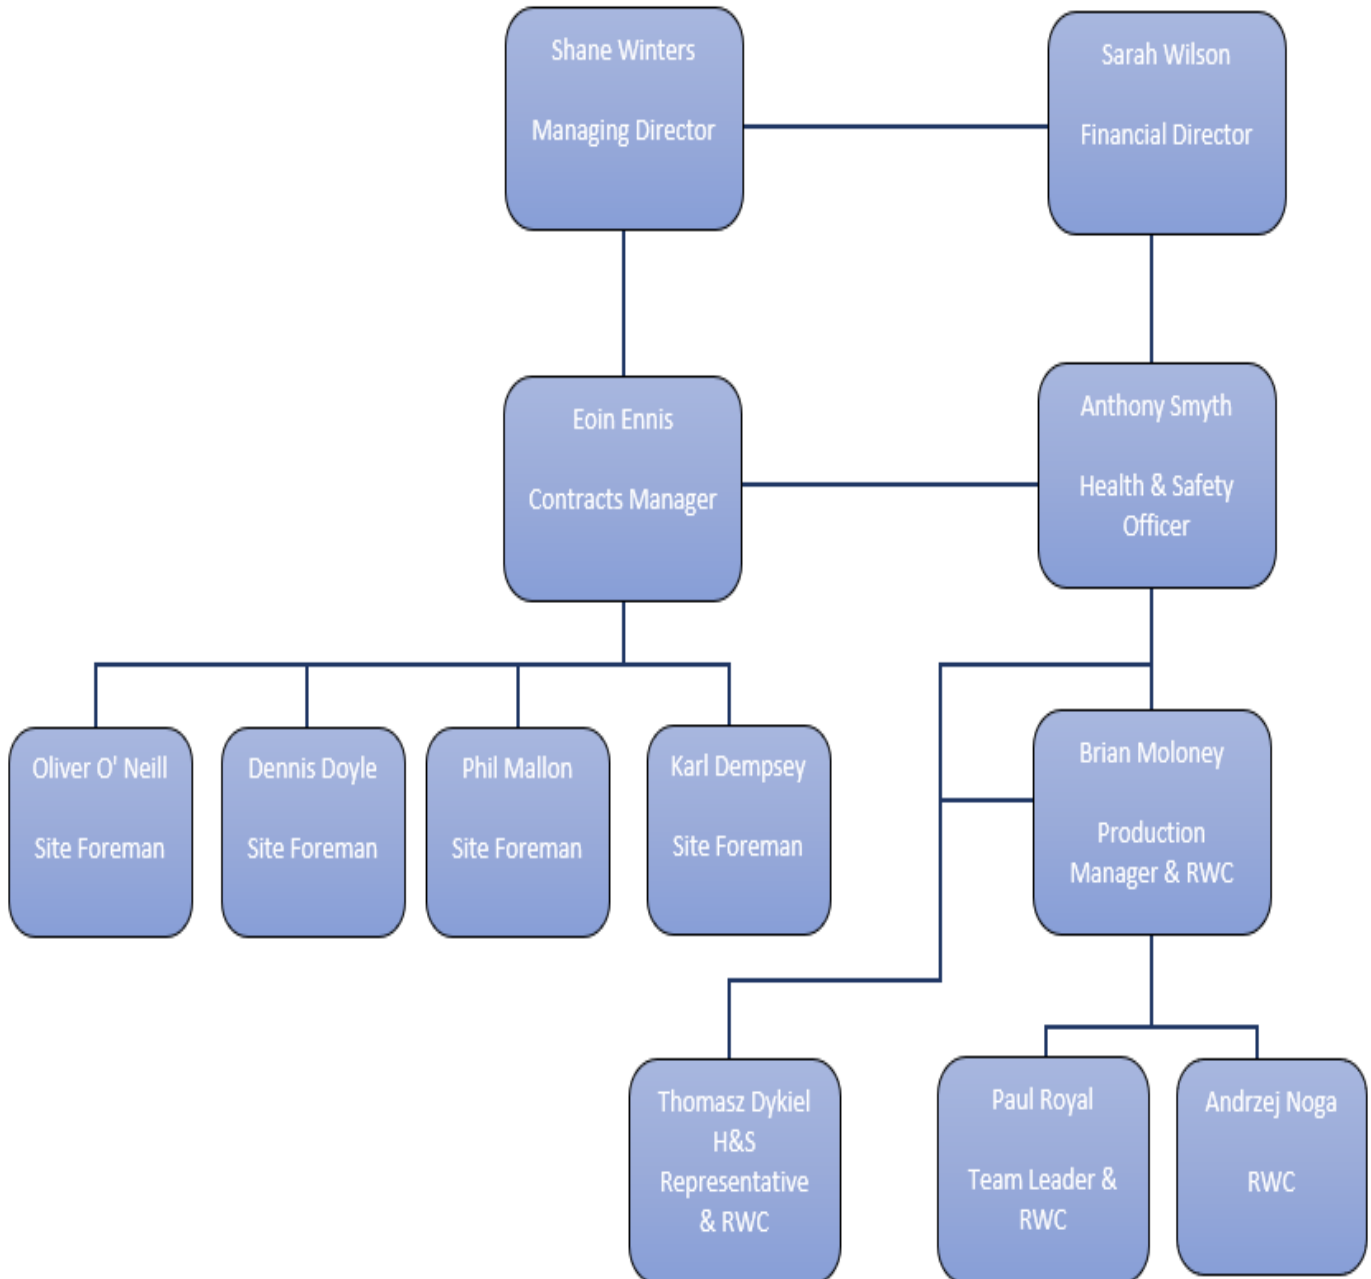 Shane Winters
Managing Director
Sarah Wilson
Financial Director
Eoin Ennis
Contracts Manager
Anthony Smyth
Health & Safety
Officer
Oliver O' Neill
Site Foreman
Dennis Doyle
Site Foreman
Phil Mallon
Site Foreman
Karl Dempsey
Site Foreman
Brian Moloney
Production
Manager & RWC
Thomasz Dykiel
H&S
Representative
& RWC
Paul Royal
Team Leader &
RWC
Andrzej Noga
RWC